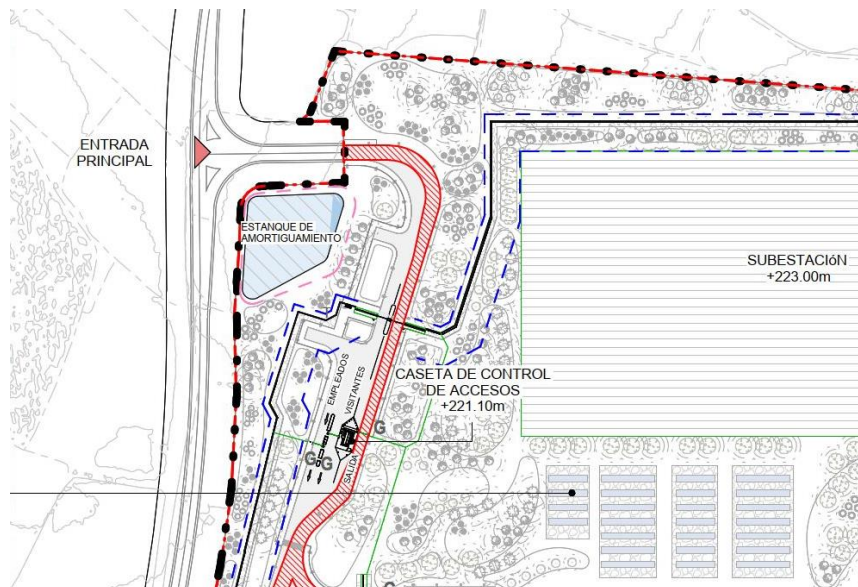 ENTRADA
PRINCIPAL
ESTANQUE DE
AMORTIGUAMIENTO
SUBESTACIóN
+223.00m
EMPLEADOS
VISITANTES
CASETA DE CONTROL
DE ACCESOS
+221.10m
G
G
G
SALIDA
G